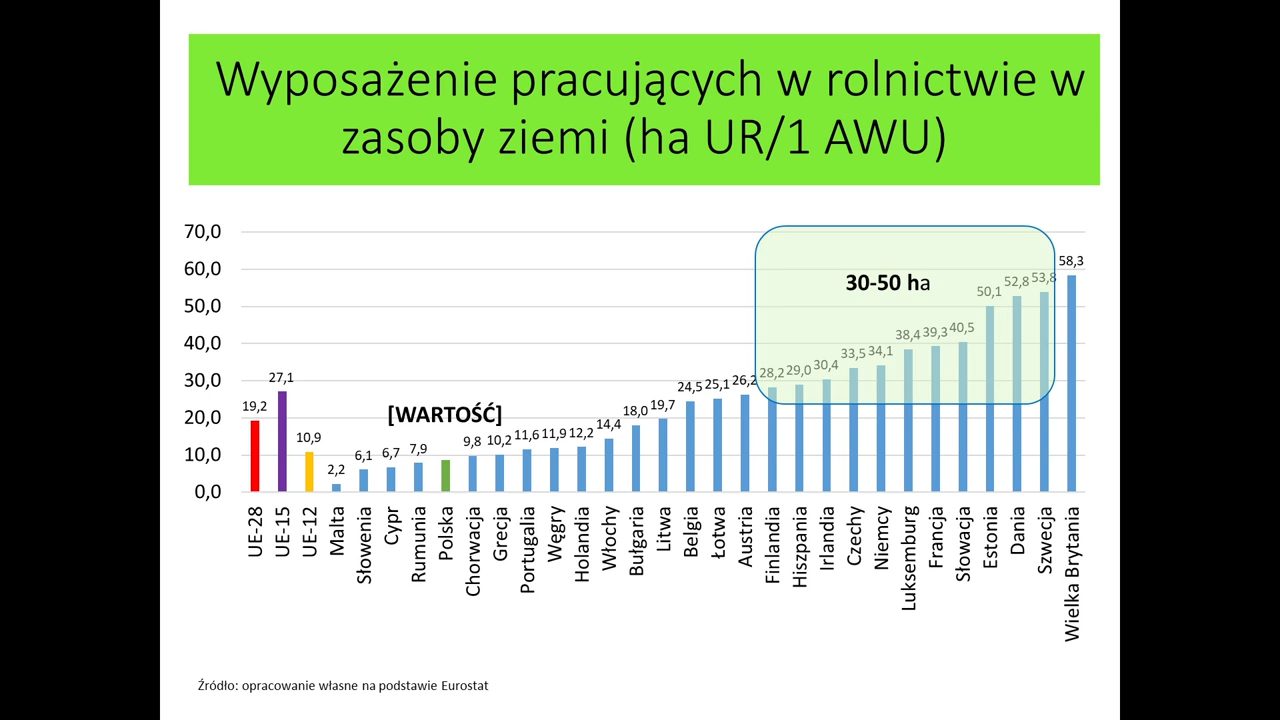 Wyposażenie pracujących w rolnictwie w
zasoby ziemi (ha UR/1 AWU)
70,0
60,0
50,0
40,0
30,0
20,0
10,0
0,0
30-50 ha
[WARTOŚĆ]
19,2
27,1
10,9
2,2
6,1
6,7
7,9
9,8
10,2
11,6
11,9
12,2
14,4
18,0
19,7
24,5
25,1
26,2
28,2
29,0
30,4
33,5
34,1
38,4
39,3
40,5
50,1
52,8
53,8
58,3
UE-28
UE-15
UE-12
Malta
Słowenia
Cypr
Rumunia
Polska
Chorwacja
Grecja
Portugalia
Węgry
Holandia
Włochy
Bułgaria
Litwa
Belgia
Łotwa
Austria
Finlandia
Hiszpania
Irlandia
Czechy
Niemcy
Luksemburg
Francja
Słowacja
Estonia
Dania
Szwecja
Wielka Brytania
Źródło: opracowanie własne na podstawie Eurostat